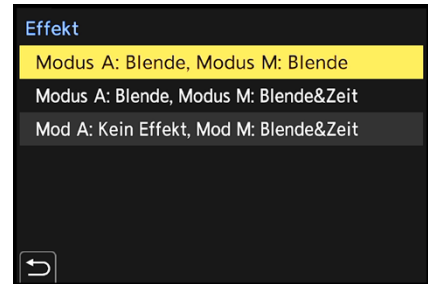 Effekt
Modus A: Blende, Modus M: Blende
Modus A: Blende, Modus M: Blende&Zeit
Mod A: Kein Effekt, Mod M: Blende&Zeit